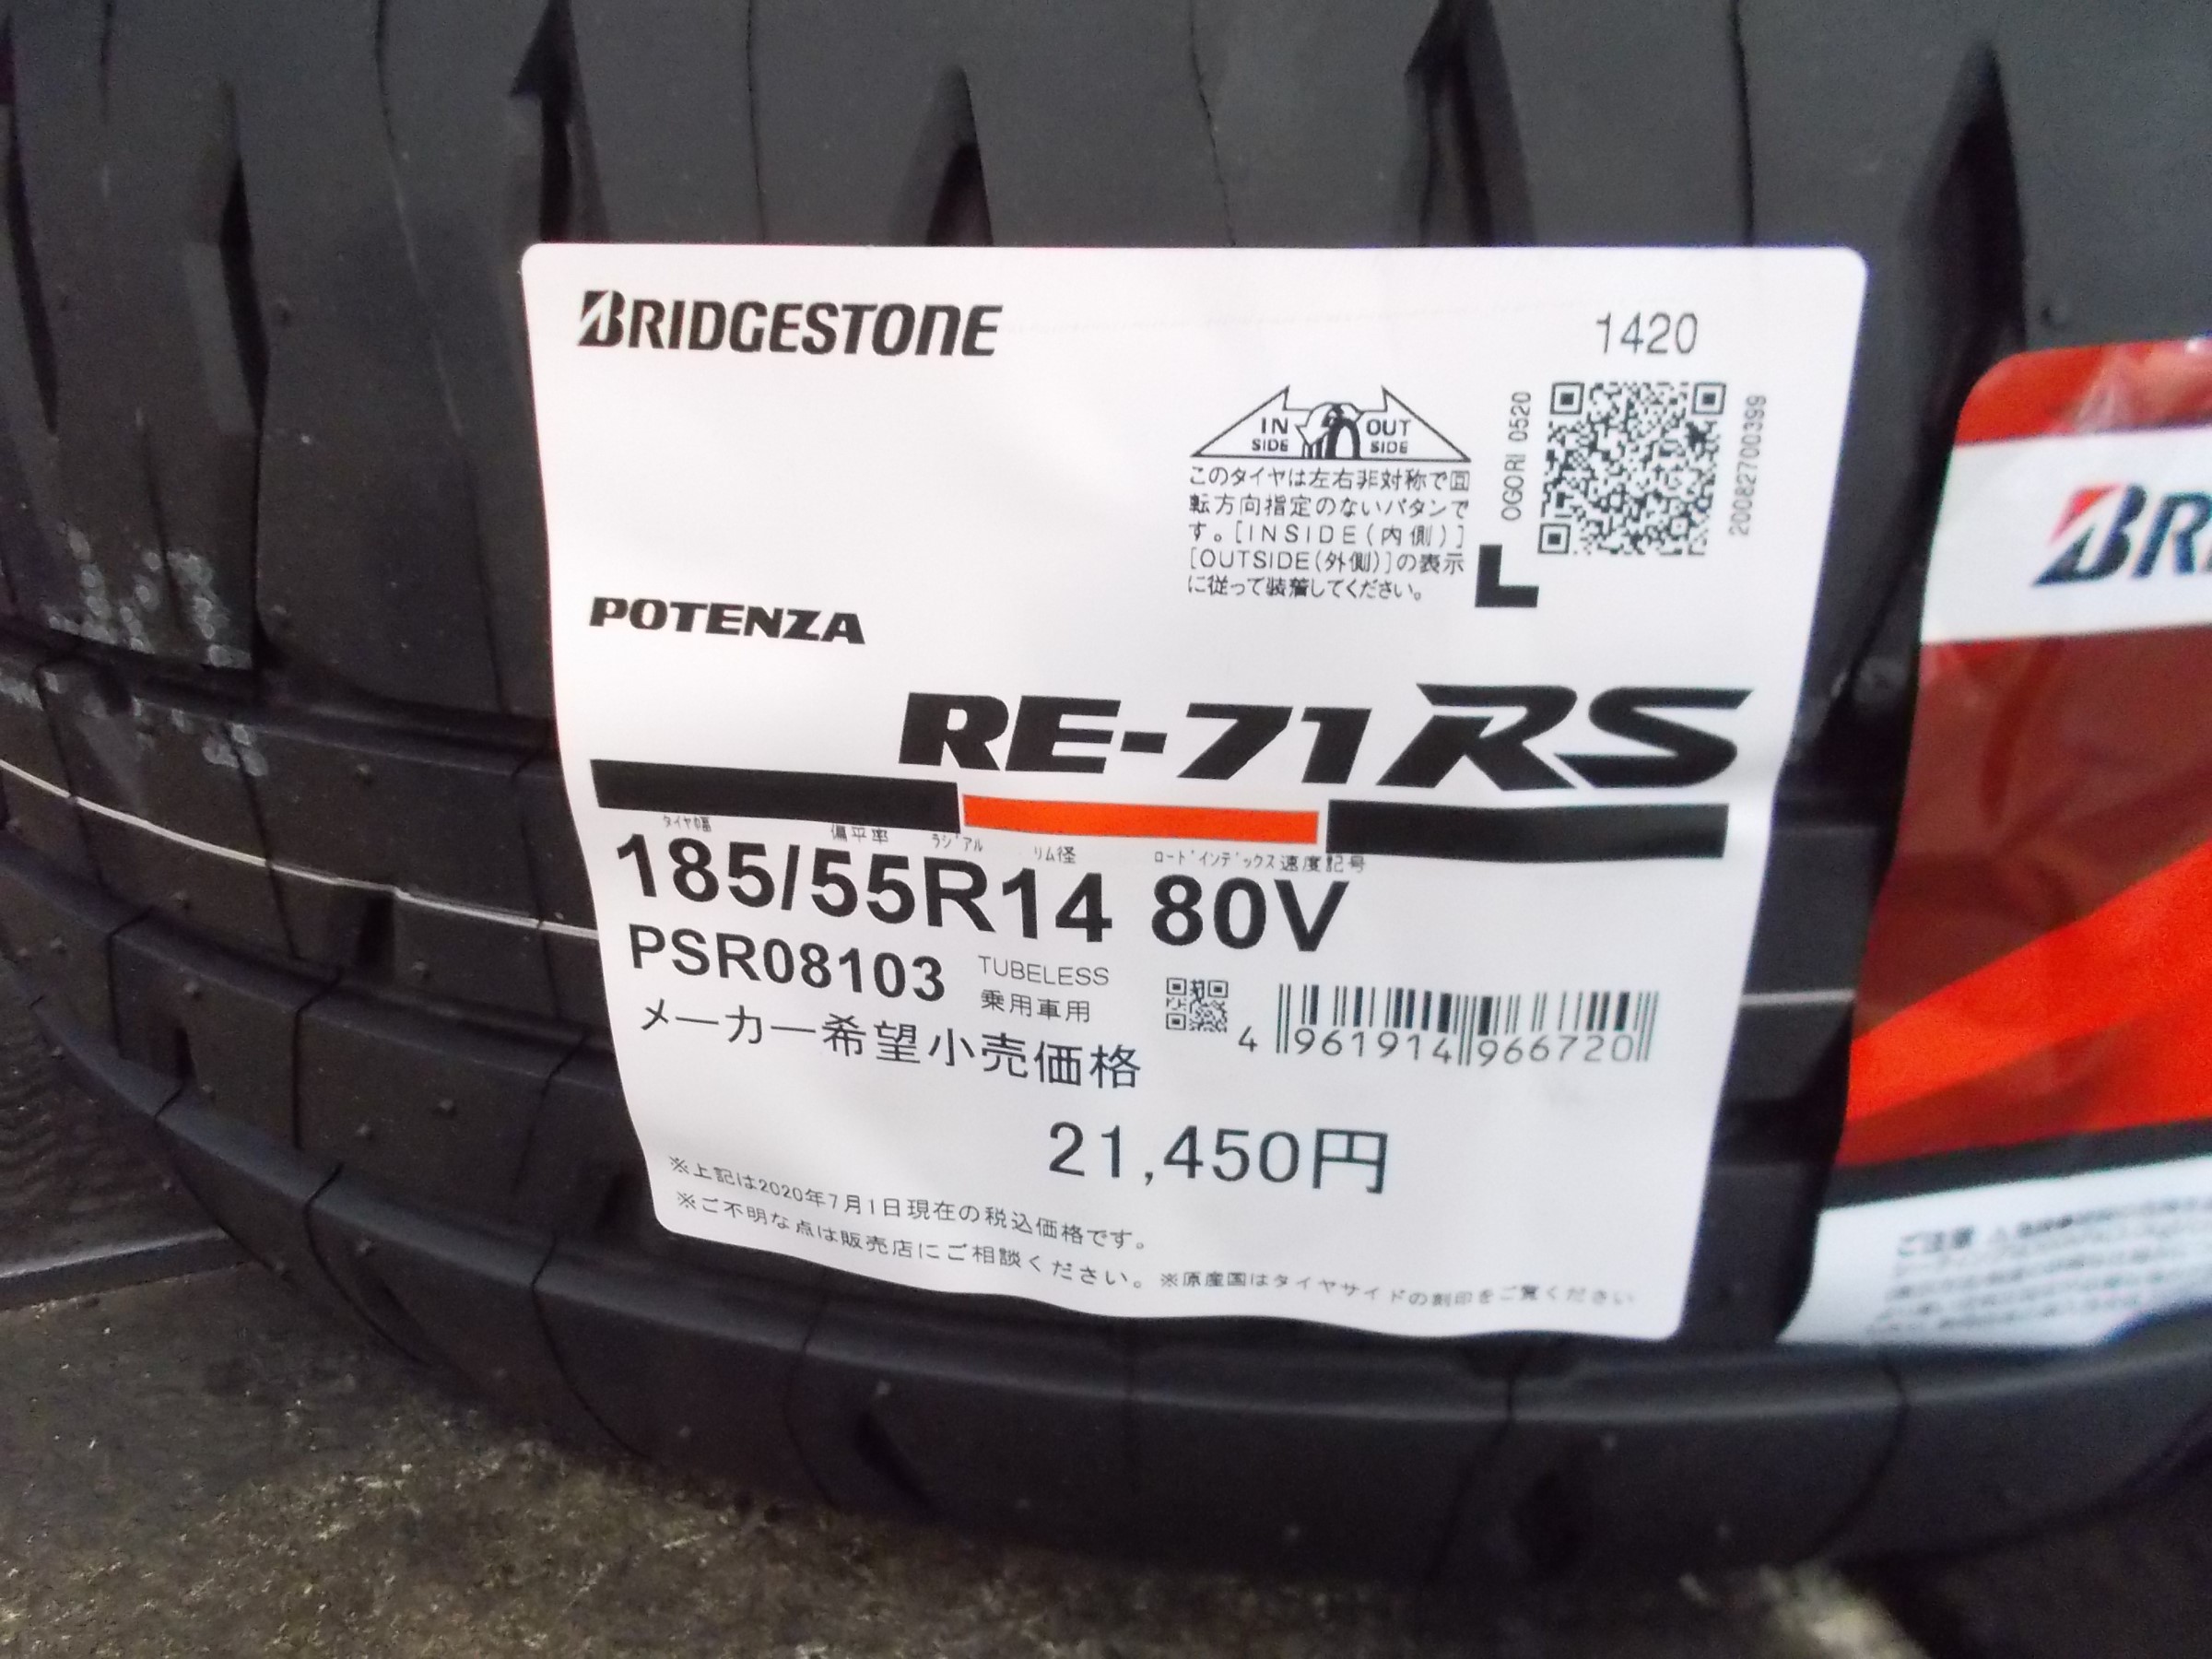 BRIDGESTONE
1420
IN SIDE
OUT SIDE
このタイヤは左右非対称で回
転方向指定のないパタンで
す。[INSIDE(内側)]
[OUTSIDE(外側)]の表示
に従って装着してください。
L
OGORI 0520
20082700399
POTENZA
RE-71RS
タイヤ幅 偏平率 ラジアル リム径 ロードインデックス 速度記号
185/55R14 80V
PSR08103
TUBELESS
乗用車用
メーカー希望小売価格
4 961914 966720
21,450円
※上記は2020年7月1日現在の税込価格です。
※ご不明な点は販売店にご相談ください。※原産国はタイヤサイドの刻印をご覧ください
BR
ご注意